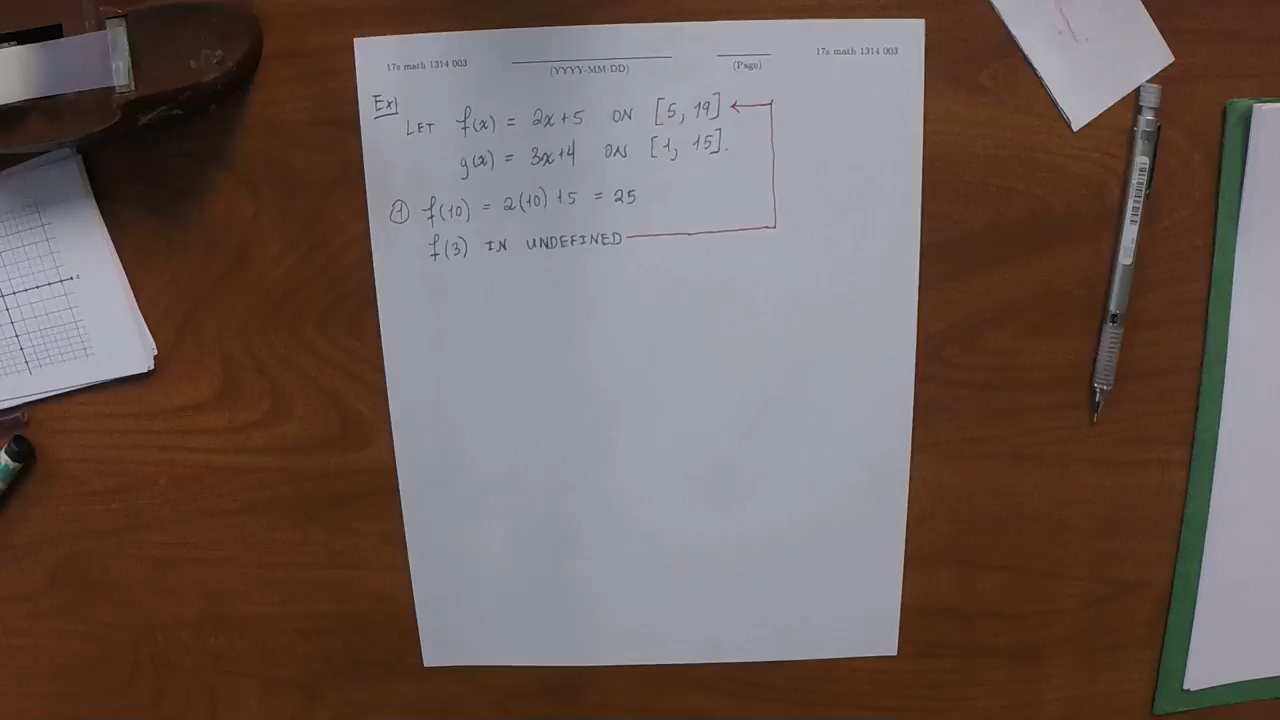 17s math 1314 003
(YYYY-MM-DD)
(Page)
17s math 1314 003
Ex)
LET f(x) = 2x+5 ON [5, 19]
g(x) = 3x+4 ON [1, 15].
① f(10) = 2(10)+5 = 25
f(3) IN UNDEFINED